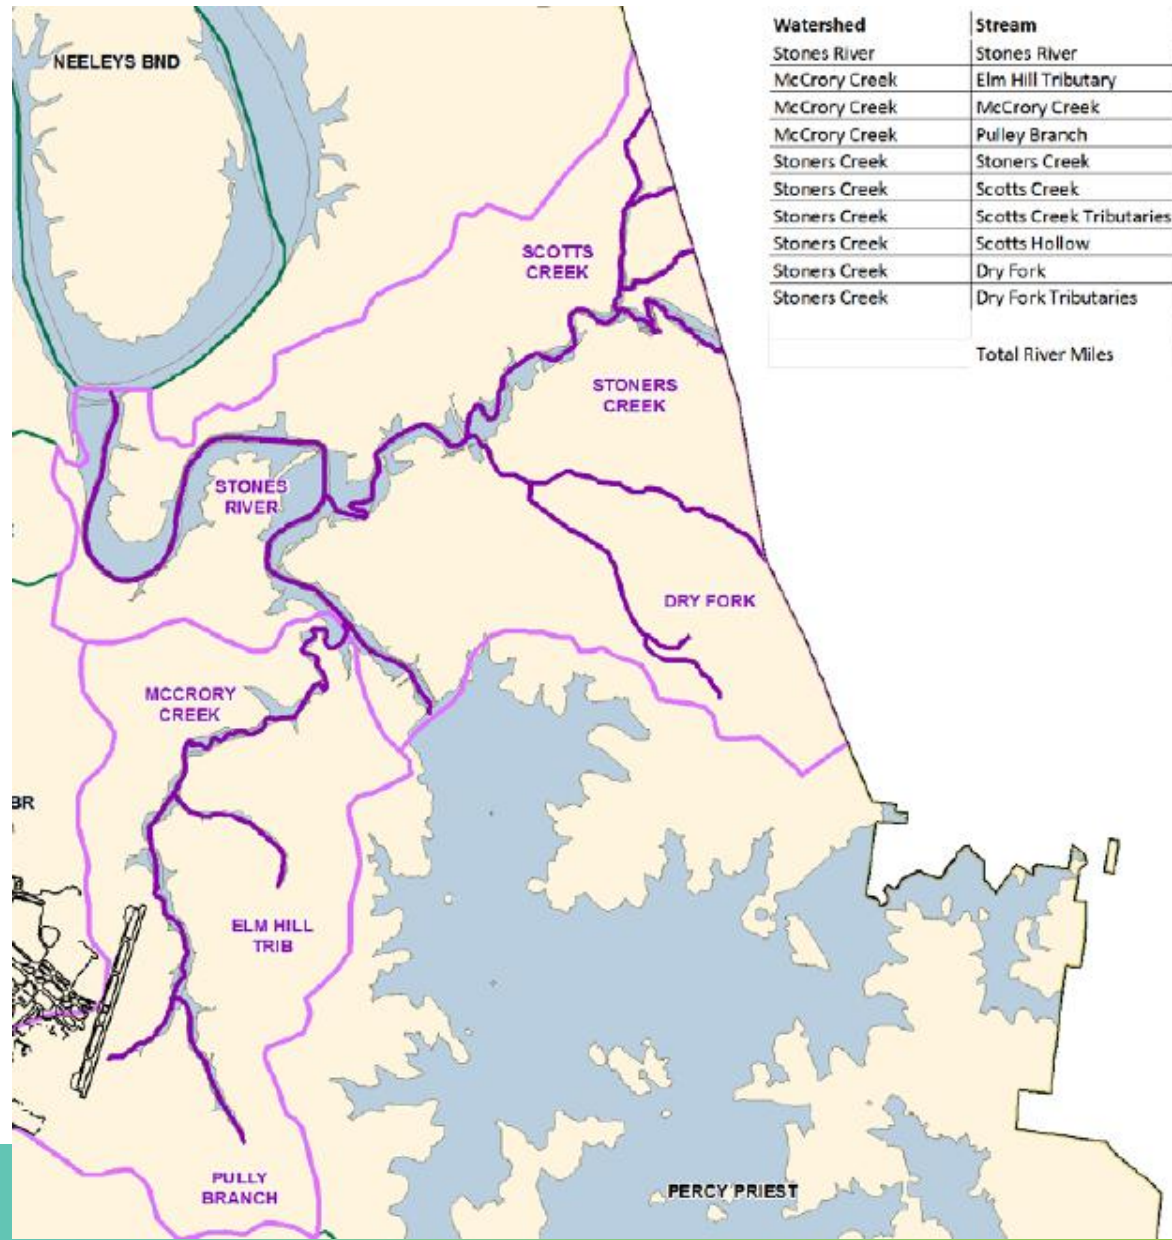 NEELEYS BND
Watershed Stream
Stones River Stones River
McCrory Creek Elm Hill Tributary
McCrory Creek McCrory Creek
McCrory Creek Pulley Branch
Stoners Creek Stoners Creek
Stoners Creek Scotts Creek
Stoners Creek Scotts Creek Tributaries
Stoners Creek Scotts Hollow
Stoners Creek Dry Fork
Stoners Creek Dry Fork Tributaries
Total River Miles
SCOTTS
CREEK
STONERS
CREEK
STONES
RIVER
DRY FORK
MCCRORY
CREEK
BR
ELM HILL
TRIB
PULLY
BRANCH
PERCY PRIEST